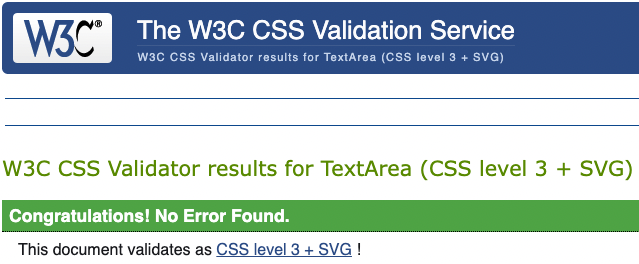 W3C®
The W3C CSS Validation Service
W3C CSS Validator results for TextArea (CSS level 3 + SVG)
W3C CSS Validator results for TextArea (CSS level 3 + SVG)
Congratulations! No Error Found.
This document validates as CSS level 3 + SVG !